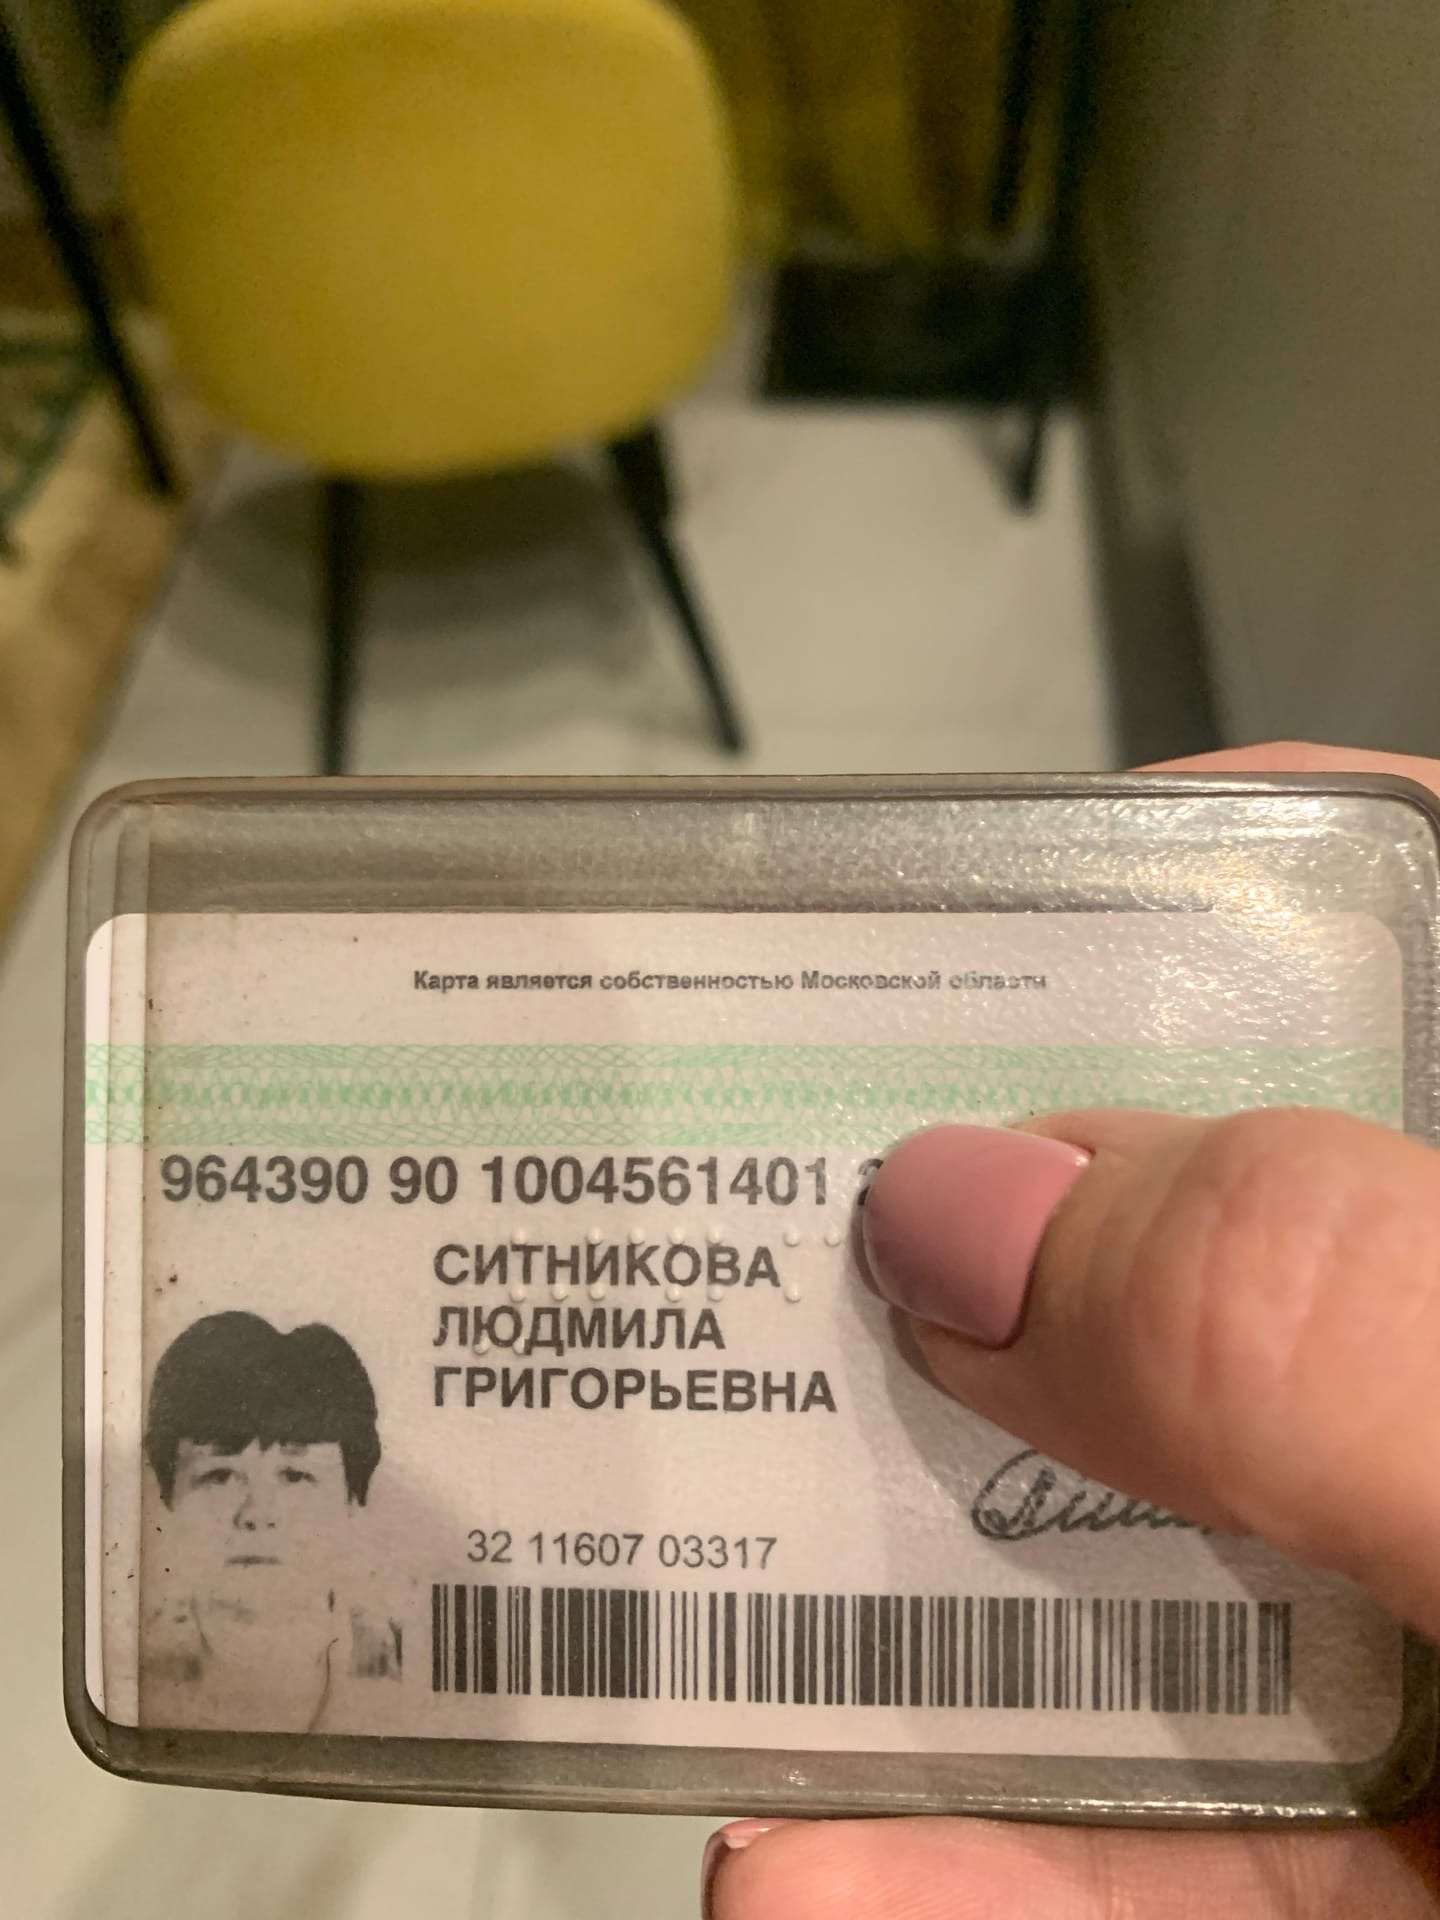 Карта является собственностью Московской области
964390 90 1004561401
СИТНИКОВА
ЛЮДМИЛА
ГРИГОРЬЕВНА
32 11607 03317